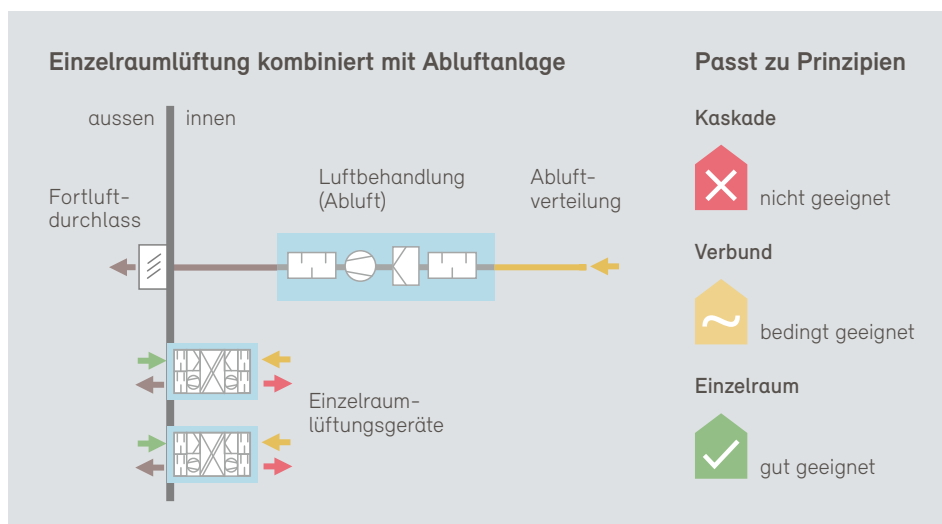 Einzelraumlüftung kombiniert mit Abluftanlage
aussen
innen
Fortluft-
durchlass
Luftbehandlung
(Abluft)
Abluft-
verteilung
Einzelraum-
lüftungsgeräte
Passt zu Prinzipien
Kaskade
nicht geeignet
Verbund
bedingt geeignet
Einzelraum
gut geeignet